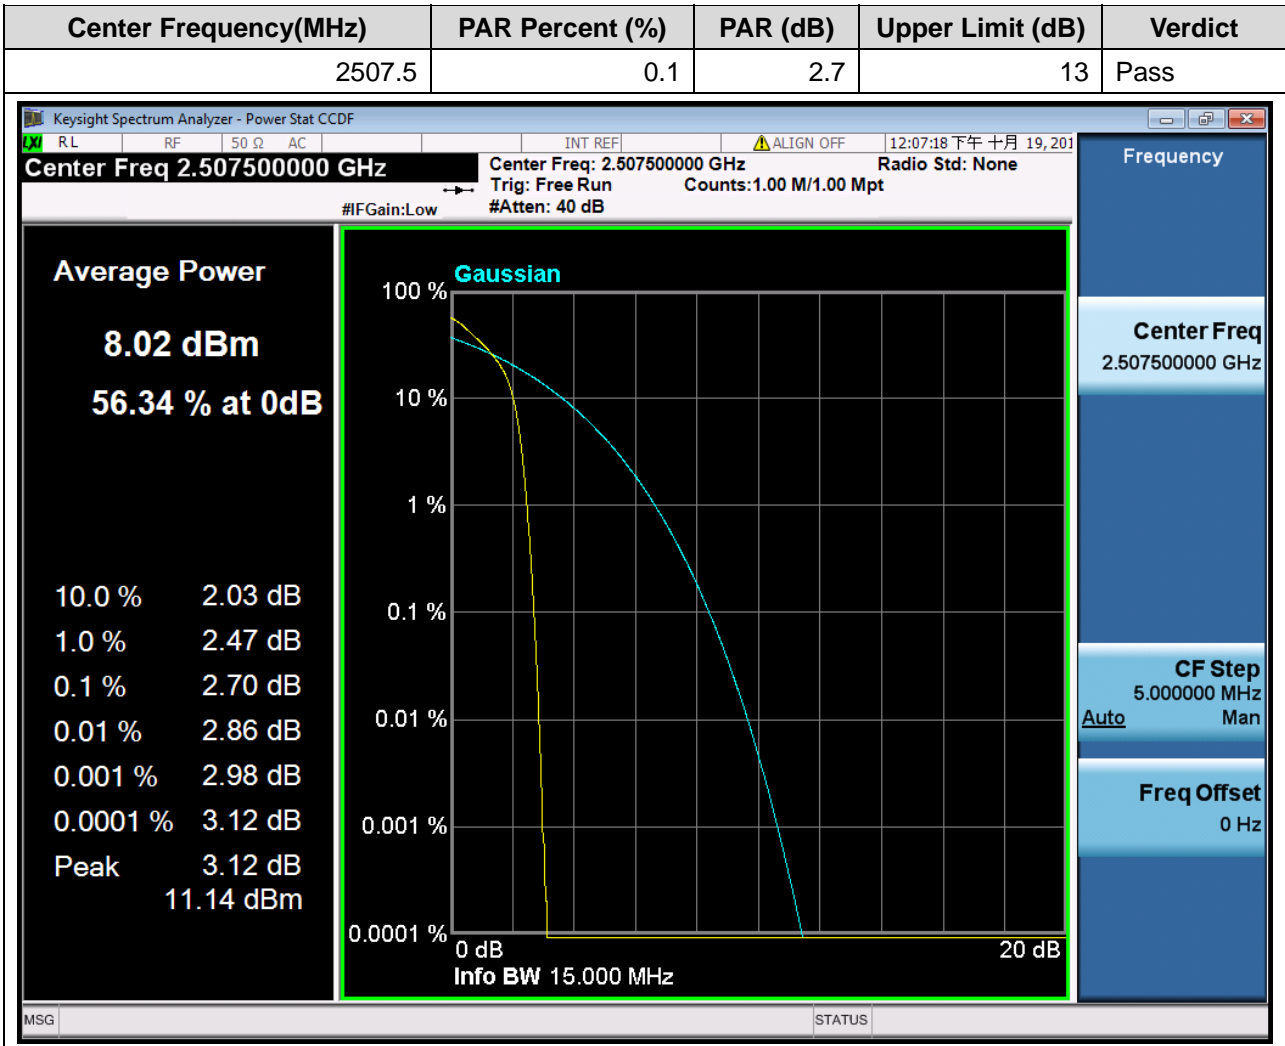 Center Frequency(MHz) PAR Percent (%) PAR (dB) Upper Limit (dB) Verdict
2507.5 0.1 2.7 13 Pass
Keysight Spectrum Analyzer - Power Stat CCDF
LXI RL RF 50 Ω AC INT REF ALIGN OFF 12:07:18 下午 十月 19, 201
Center Freq 2.507500000 GHz
Center Freq: 2.507500000 GHz Radio Std: None
Trig: Free Run Counts:1.00 M/1.00 Mpt
#IFGain:Low #Atten: 40 dB
Frequency
Average Power
8.02 dBm
56.34 % at 0dB
10.0 % 2.03 dB
1.0 % 2.47 dB
0.1 % 2.70 dB
0.01 % 2.86 dB
0.001 % 2.98 dB
0.0001 % 3.12 dB
Peak 3.12 dB
11.14 dBm
Gaussian
100 %
10 %
1 %
0.1 %
0.01 %
0.001 %
0.0001 %
0 dB 20 dB
Info BW 15.000 MHz
Center Freq
2.507500000 GHz
CF Step
5.000000 MHz
Auto Man
Freq Offset
0 Hz
MSG STATUS